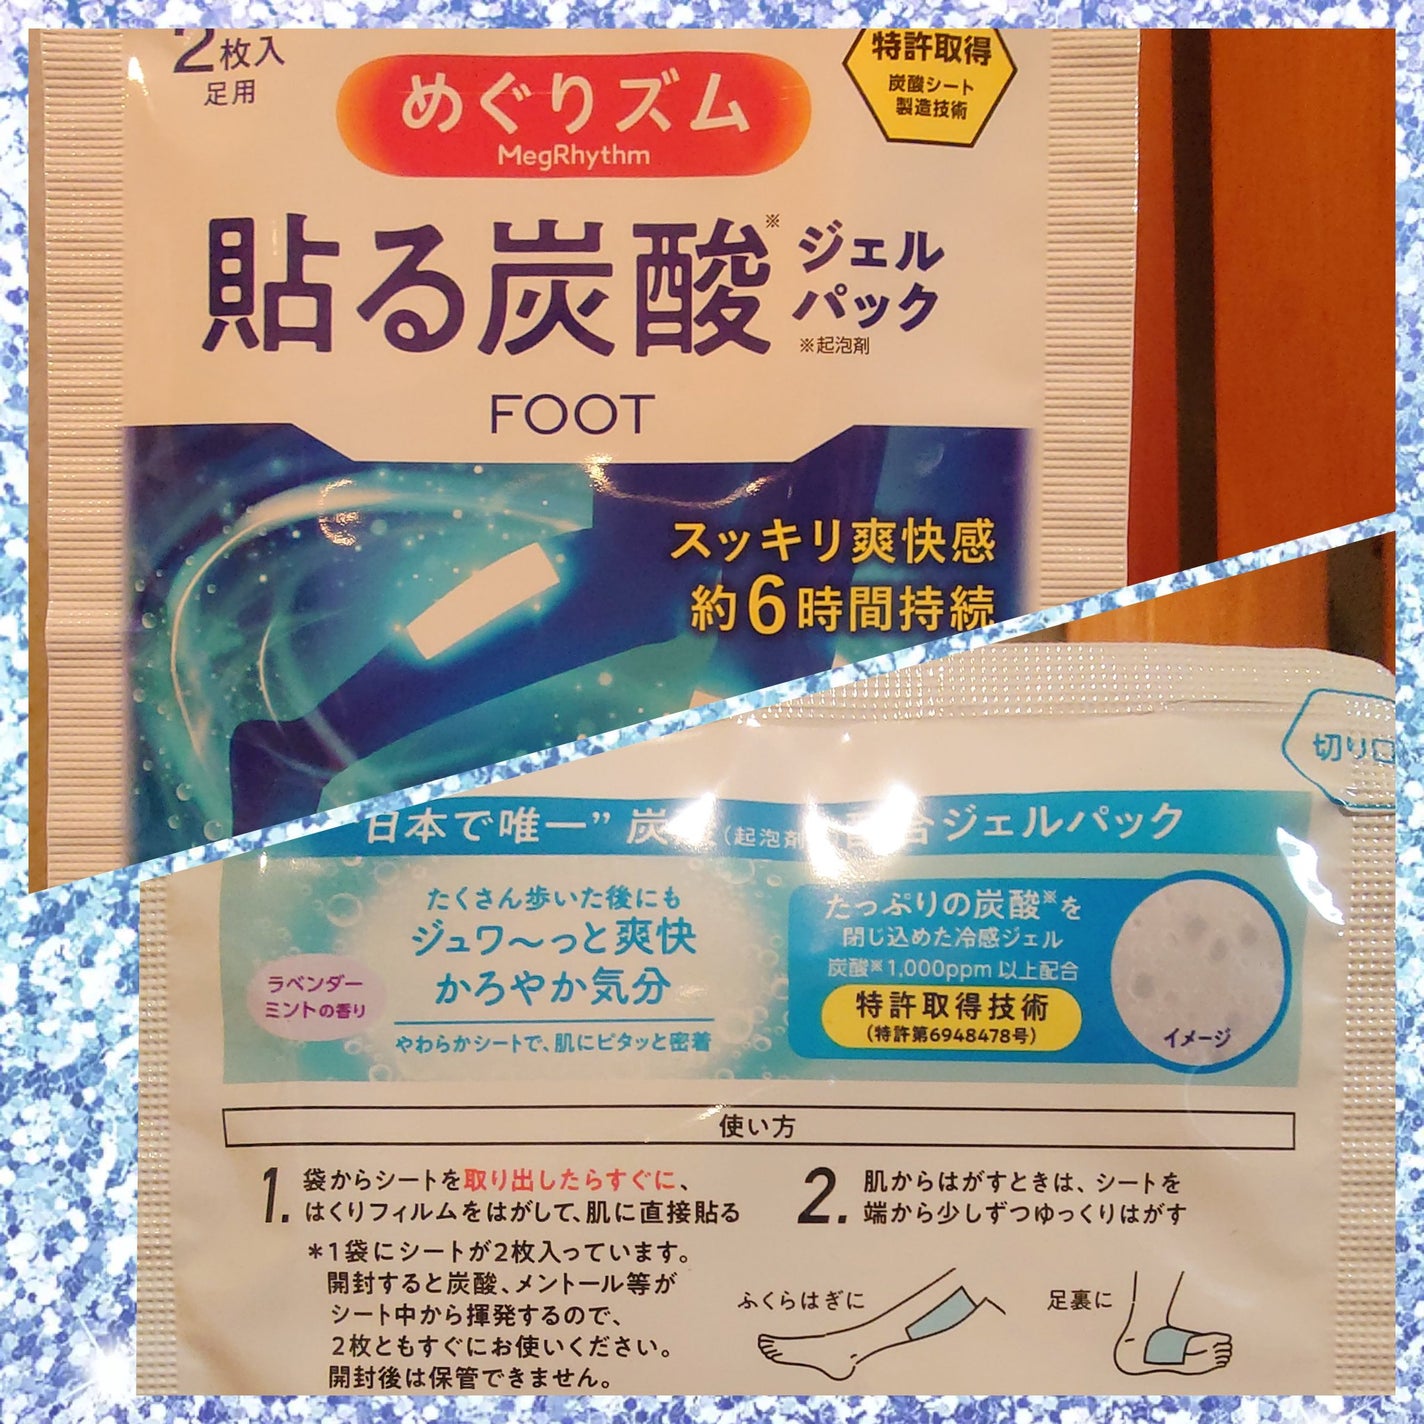 2枚入
足用
めぐりズム
MegRhythm
特許取得
炭酸シート
製造技術
貼る炭酸※ジェル
パック
※起泡剤
FOOT
スッキリ爽快感
約6時間持続
切り口
日本で唯一” 炭 (起泡剤 配合ジェルパック
たくさん歩いた後にも
ジュワ〜っと爽快
かろやか気分
ラベンダー
ミントの香り
やわらかシートで、肌にピタッと密着
たっぷりの炭酸※を
閉じ込めた冷感ジェル
炭酸※1,000ppm以上配合
特許取得技術
(特許第6948478号)
イメージ
使い方
1. 袋からシートを取り出したらすぐに、
はくりフィルムをはがして、肌に直接貼る
*1袋にシートが2枚入っています。
開封すると炭酸、メントール等が
シート中から揮発するので、
2枚ともすぐにお使いください。
開封後は保管できません。
2. 肌からはがすときは、シートを
端から少しずつゆっくりはがす
ふくらはぎに
足裏に